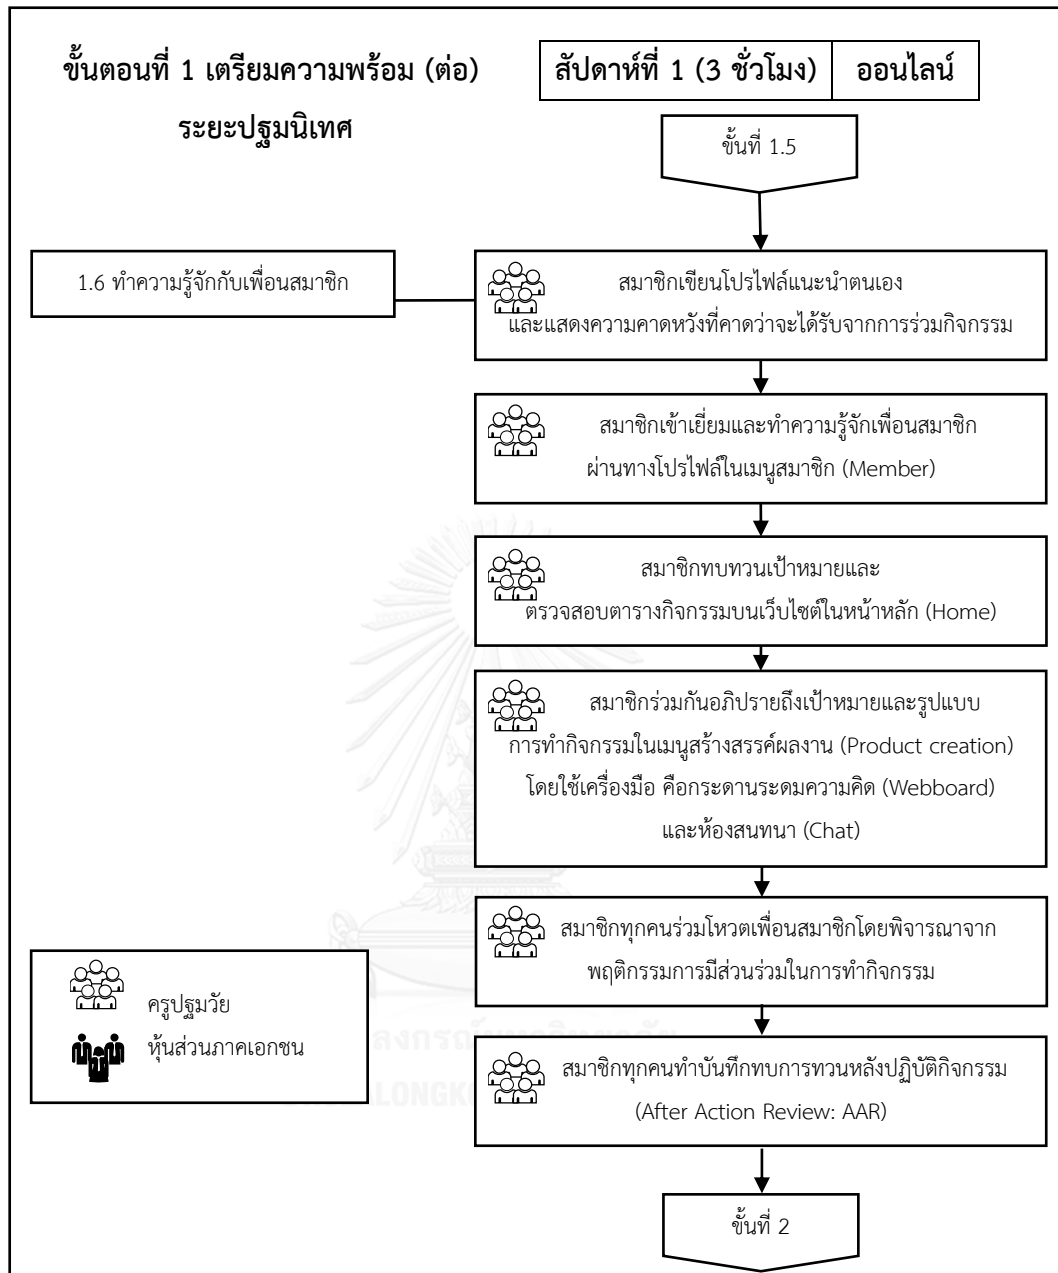 ขั้นตอนที่ 1 เตรียมความพร้อม (ต่อ)
ระยะปฐมนิเทศ
สัปดาห์ที่ 1 (3 ชั่วโมง)
ออนไลน์
ขั้นที่ 1.5
1.6 ทำความรู้จักกับเพื่อนสมาชิก
สมาชิกเขียนโปรไฟล์แนะนำตนเอง
และแสดงความคาดหวังที่คาดว่าจะได้รับจากการร่วมกิจกรรม
สมาชิกเข้าเยี่ยมและทำความรู้จักเพื่อนสมาชิก
ผ่านทางโปรไฟล์ในเมนูสมาชิก (Member)
สมาชิกทบทวนเป้าหมายและ
ตรวจสอบตารางกิจกรรมบนเว็บไซต์ในหน้าหลัก (Home)
สมาชิกร่วมกันอภิปรายถึงเป้าหมายและรูปแบบ
การทำกิจกรรมในเมนูสร้างสรรค์ผลงาน (Product creation)
โดยใช้เครื่องมือ คือกระดานระดมความคิด (Webboard)
และห้องสนทนา (Chat)
สมาชิกทุกคนร่วมโหวตเพื่อนสมาชิกโดยพิจารณาจาก
พฤติกรรมการมีส่วนร่วมในการทำกิจกรรม
ครูปฐมวัย
หุ้นส่วนภาคเอกชน
สมาชิกทุกคนทำบันทึกทบการทวนหลังปฏิบัติกิจกรรม
(After Action Review: AAR)
ขั้นที่ 2